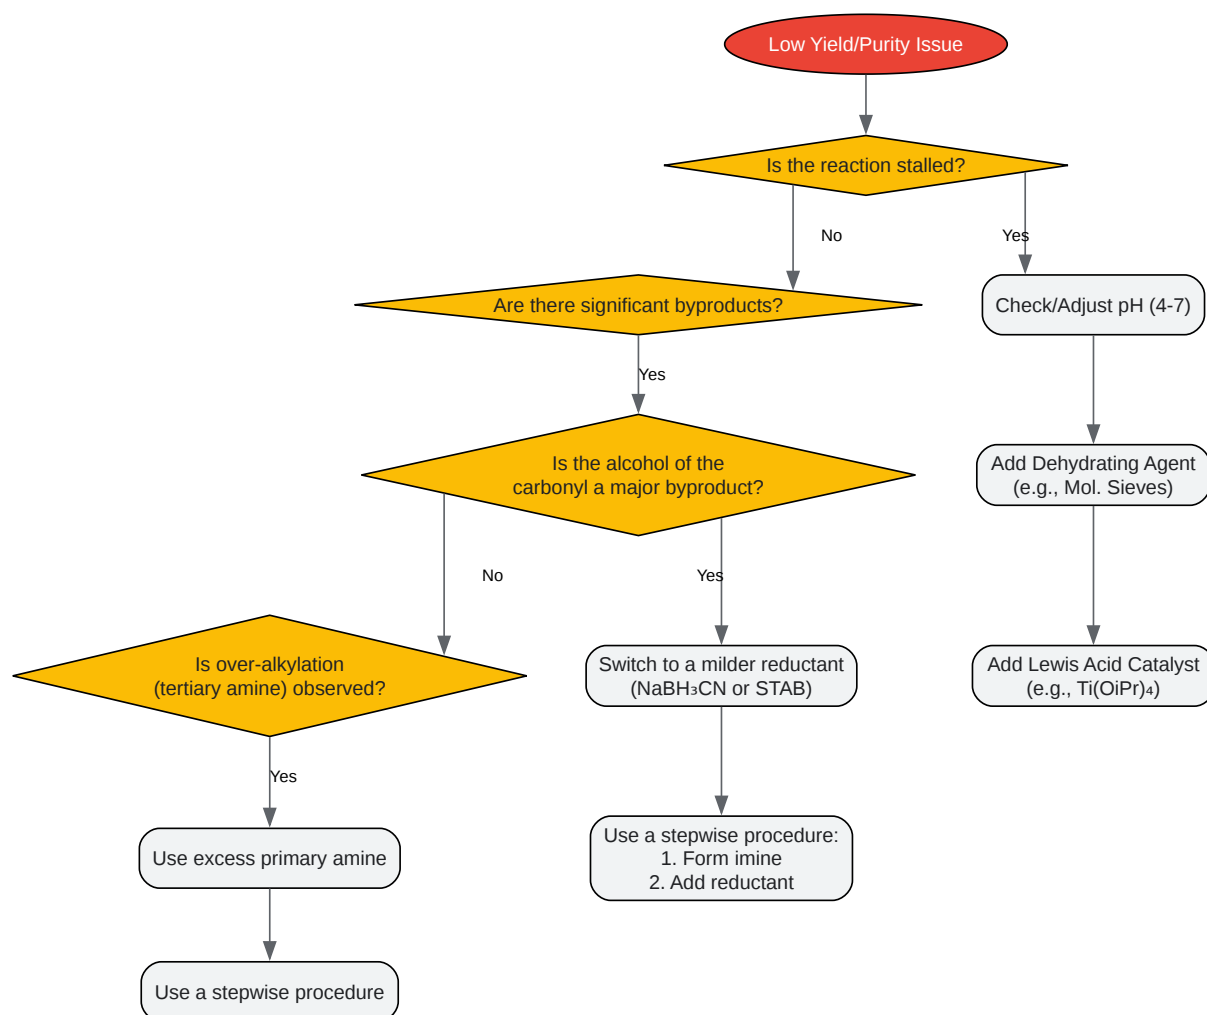 Low Yield/Purity Issue
Is the reaction stalled?
No
Yes
Are there significant byproducts?
Check/Adjust pH (4-7)
Yes
Is the alcohol of the
carbonyl a major byproduct?
Add Dehydrating Agent
(e.g., Mol. Sieves)
No
Yes
Is over-alkylation
(tertiary amine) observed?
Switch to a milder reductant
(NaBH₃CN or STAB)
Add Lewis Acid Catalyst
(e.g., Ti(OiPr)₄)
Yes
Use excess primary amine
Use a stepwise procedure:
1. Form imine
2. Add reductant
Use a stepwise procedure